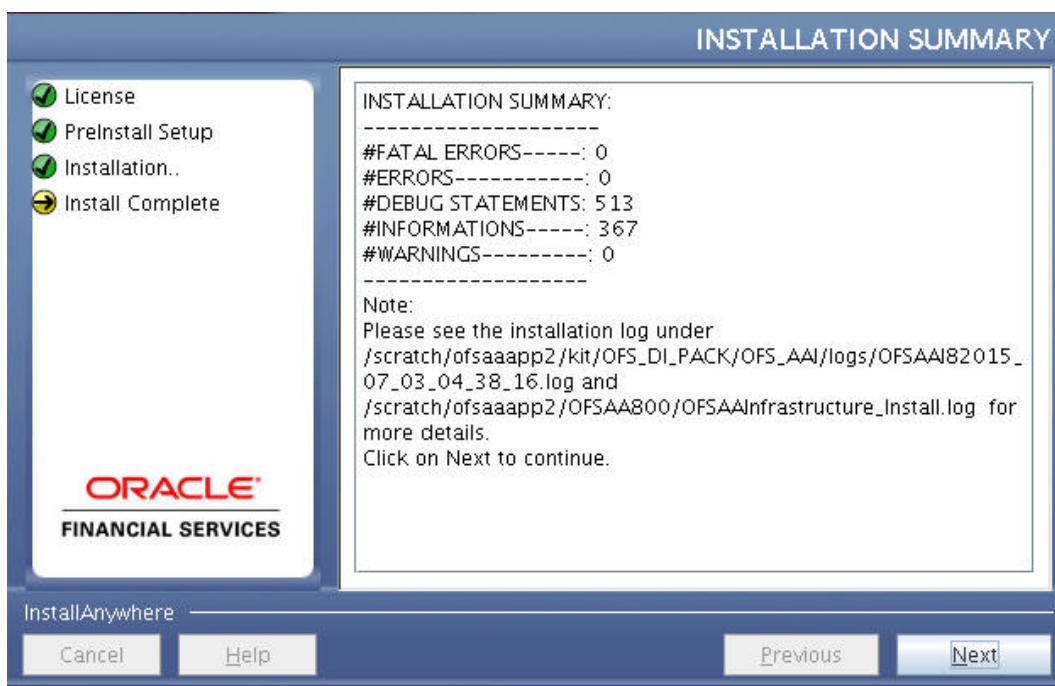 INSTALLATION SUMMARY
License
PreInstall Setup
Installation..
Install Complete
ORACLE
FINANCIAL SERVICES
INSTALLATION SUMMARY:
--------------------
#FATAL ERRORS-----: 0
#ERRORS-----------: 0
#DEBUG STATEMENTS: 513
#INFORMATIONS-----: 367
#WARNINGS---------: 0
-------------------
Note:
Please see the installation log under
/scratch/ofsaaapp2/kit/OFS_DI_PACK/OFS_AAI/logs/OFSAAI82015_
07_03_04_38_16.log and
/scratch/ofsaaapp2/OFSAA800/OFSAAInfrastructure_Install.log for
more details.
Click on Next to continue.
InstallAnywhere
Cancel
Help
Previous
Next